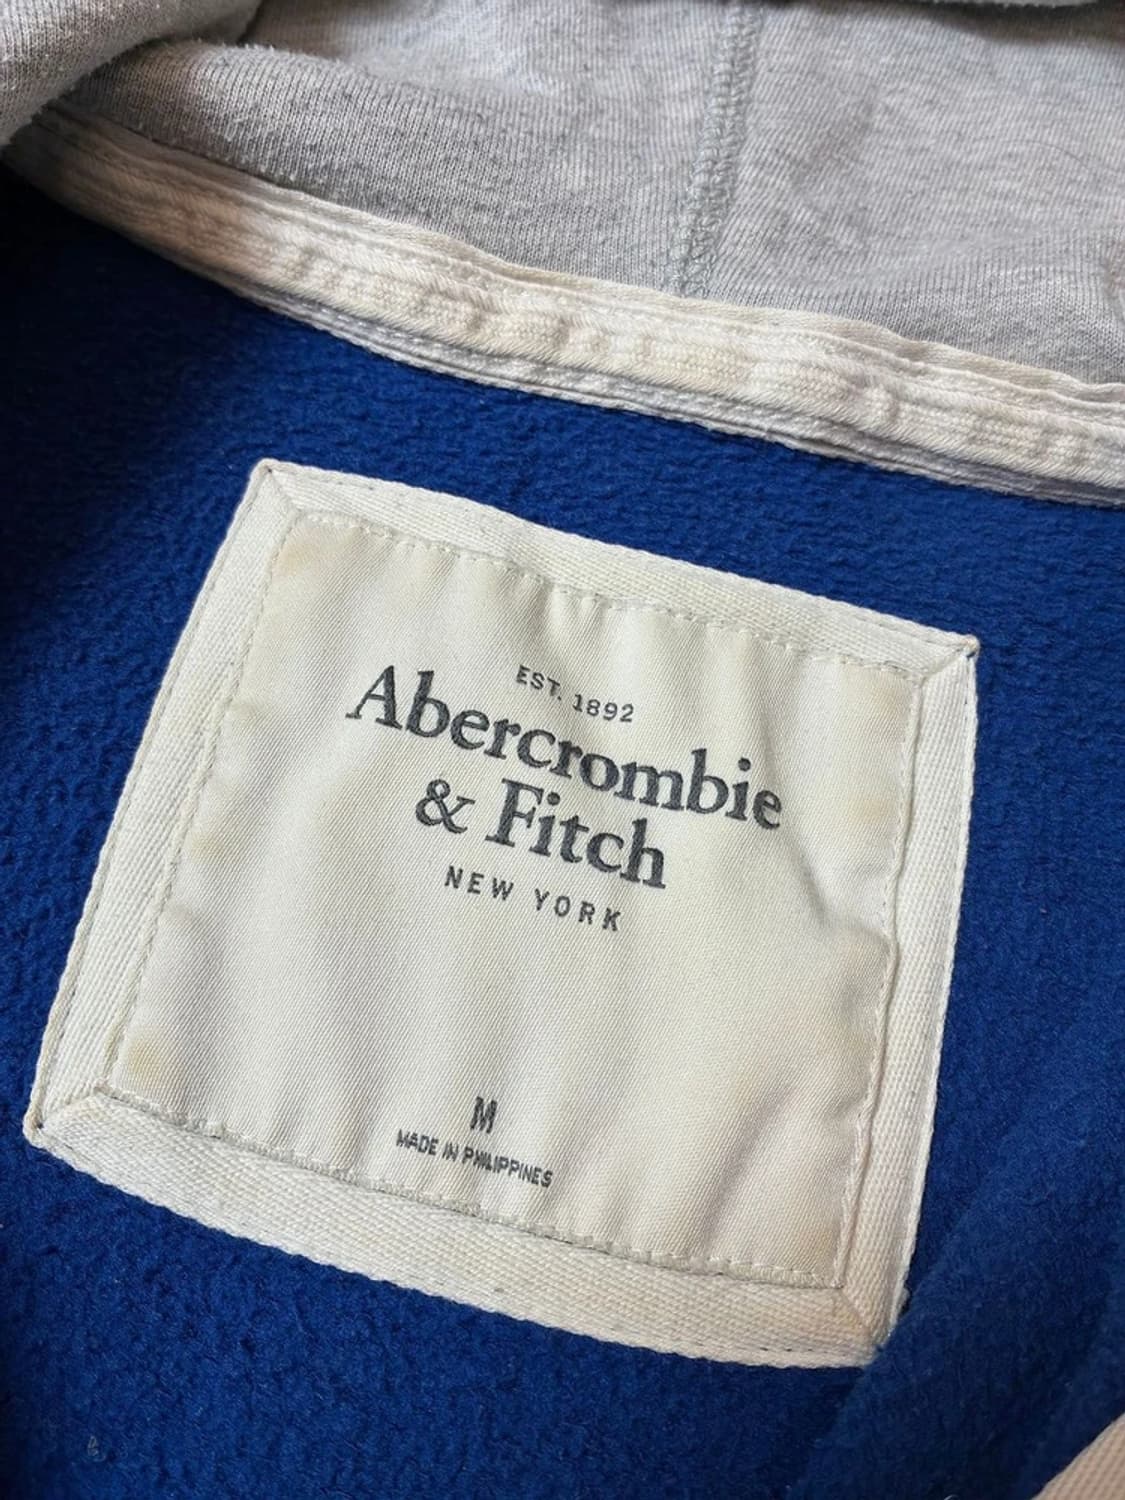 EST. 1892
Abercrombie
& Fitch
NEW YORK
M
MADE IN PHILIPPINES